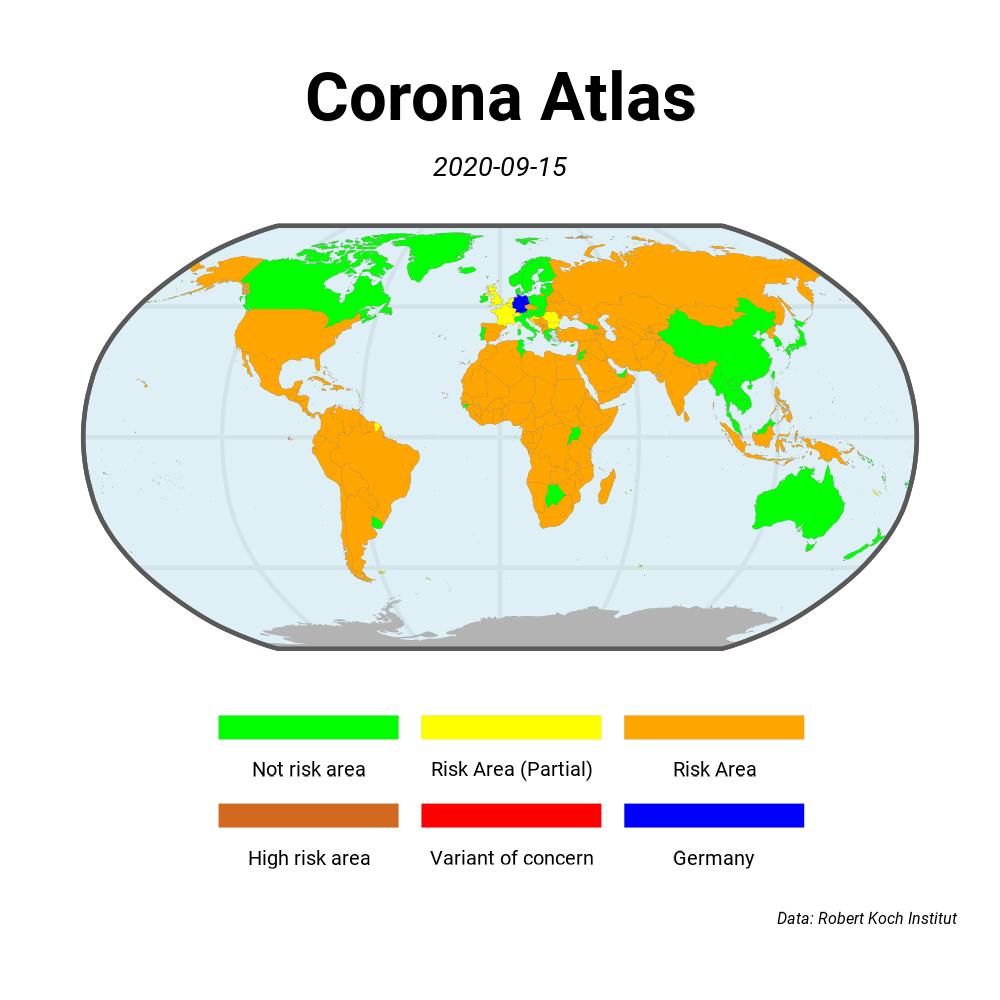 Corona Atlas
2020-09-15
Not risk area
Risk Area (Partial)
Risk Area
High risk area
Variant of concern
Germany
Data: Robert Koch Institut